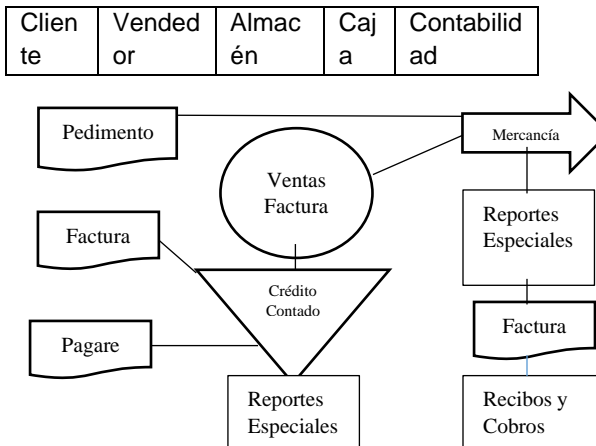 Clien
te
Vended
or
Almac
én
Caj
a
Contabilid
ad
Pedimento
Mercancía
Ventas
Factura
Factura
Reportes
Especiales
Crédito
Contado
Factura
Pagare
Reportes
Especiales
Recibos y
Cobros